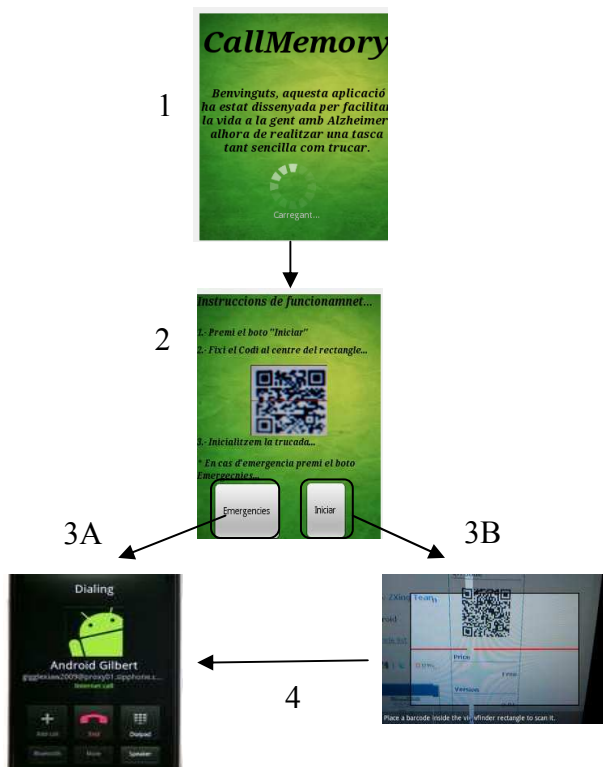 CallMemory
Benvinguts, aquesta aplicació
ha estat dissenyada per facilitar
la vida a la gent amb Alzheimer
alhora de realitzar una tasca
tant sencilla com trucar.
1
Carregant...
Instruccions de funcionamnet...
1.- Premi el boto "Iniciar"
2
2.- Fixi el Codi al centre del rectangle...
3.- Inicialitzem la trucada...
* En cas d'emergencia premi el boto
Emergecnies...
Emergencies
Iniciar
3A
3B
Dialing
Android Gilbert
Internet call
Add call
End
Dialpad
Bluetooth
Mute
Speaker
4
Team
Price
Version
Place a barcode inside the viewfinder rectangle to scan it.